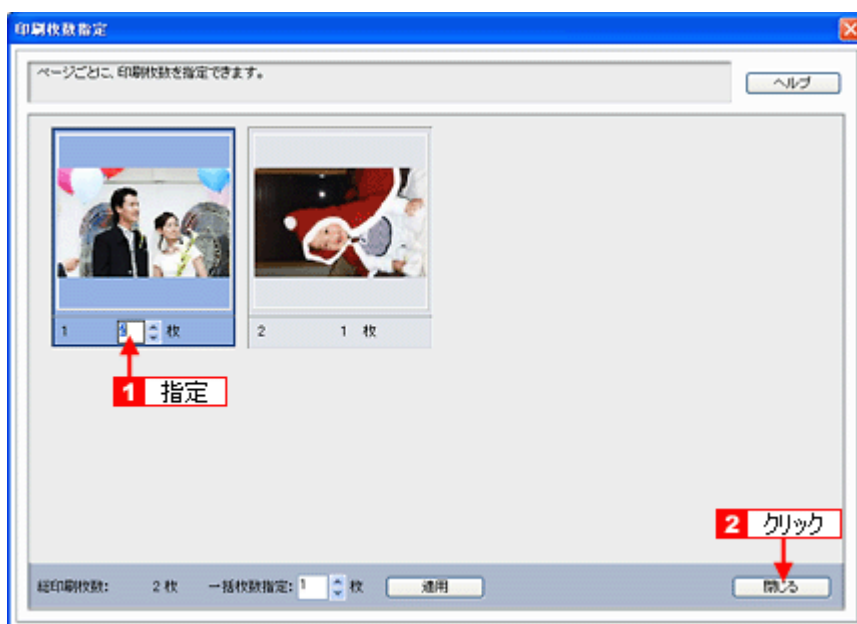 印刷枚数指定
ページごとに、印刷枚数を指定できます。
ヘルプ
1 枚
2 1 枚
1 指定
2 クリック
総印刷枚数: 2 枚 一括枚数指定: 1 枚 適用 閉じる